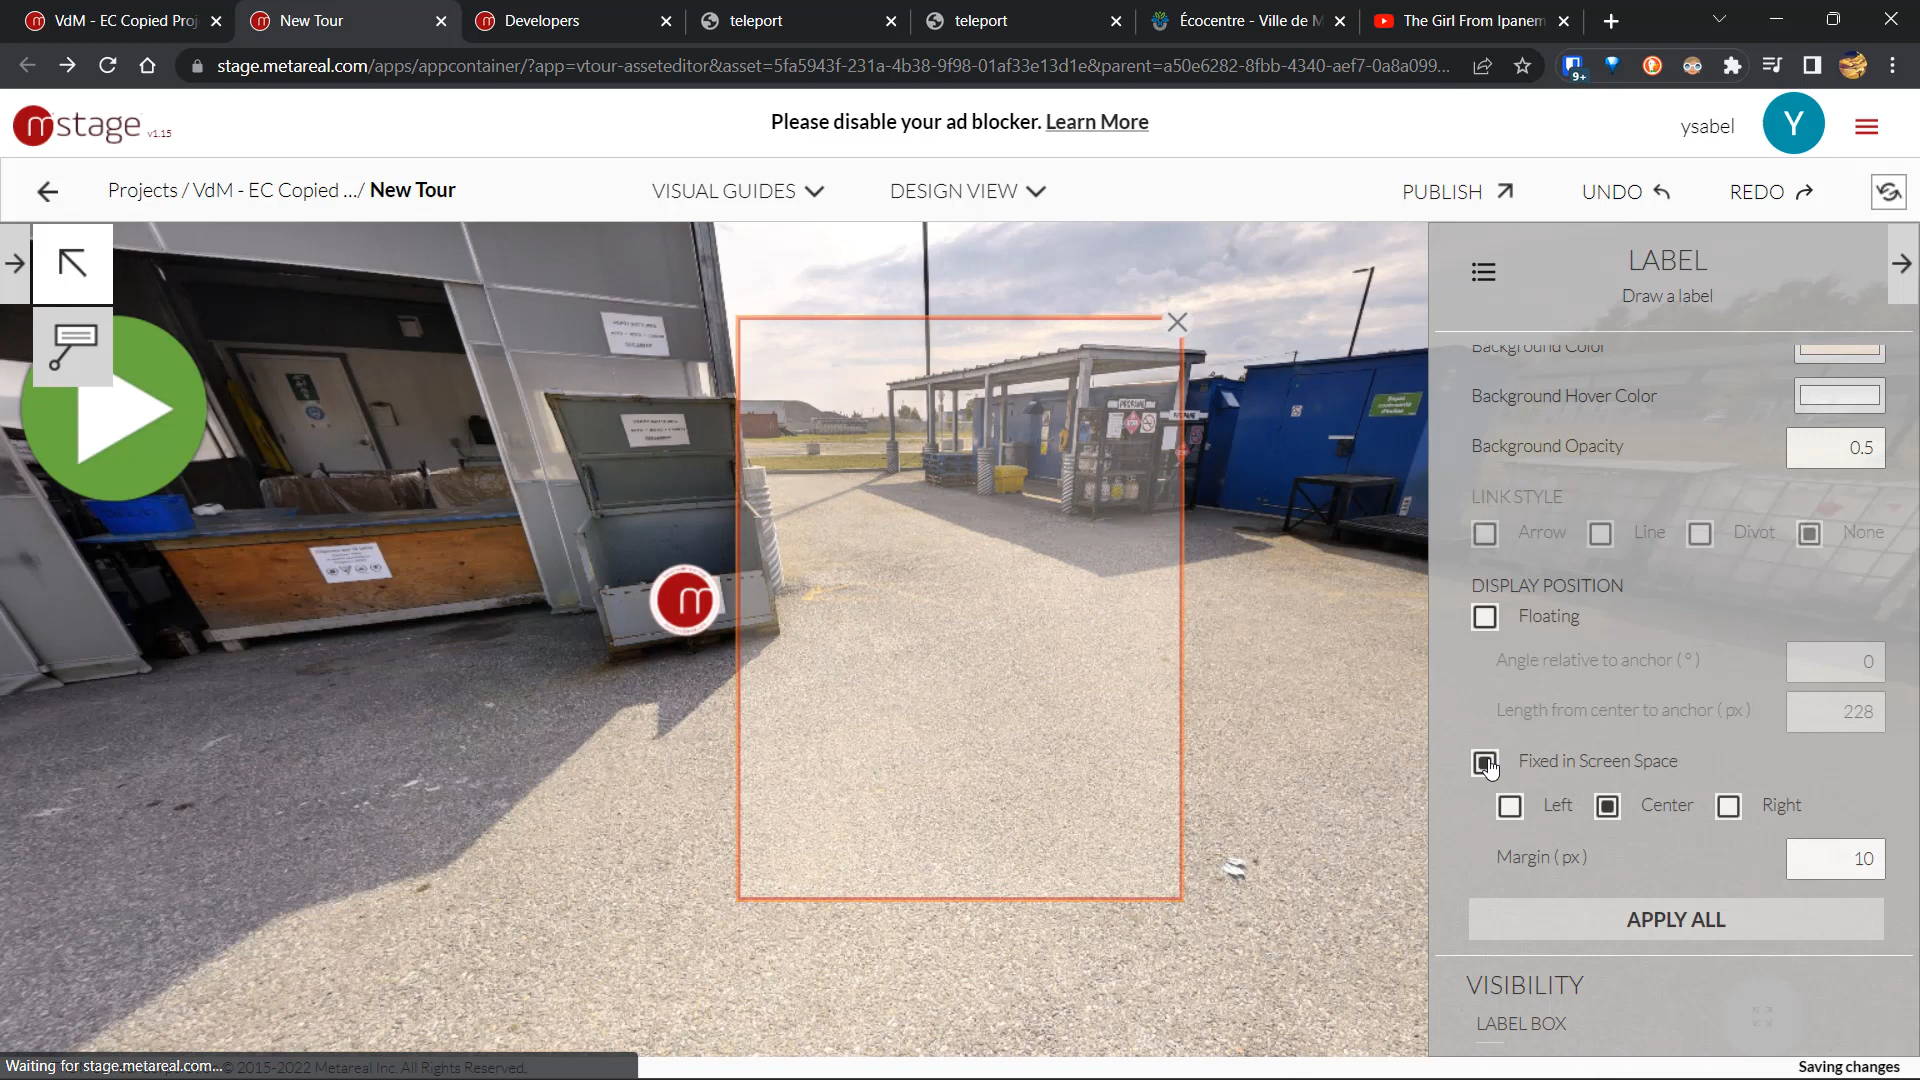 VdM - EC Copied Proj
New Tour
Developers
teleport
teleport
Écocentre - Ville de M
The Girl From Ipanem
stage.metareal.com/apps/appcontainer/?app=vtour-asseteditor&asset=5fa5943f-231a-4b38-9f98-01af33e13d1e&parent=a50e6282-8fbb-4340-aef7-0a8a099...
9+
mstage v1.15
Please disable your ad blocker. Learn More
ysabel
Y
Projects / VdM - EC Copied .../ New Tour
VISUAL GUIDES
DESIGN VIEW
PUBLISH
UNDO
REDO
LABEL
Draw a label
Background Color
Background Hover Color
Background Opacity
0.5
LINK STYLE
Arrow
Line
Divot
None
DISPLAY POSITION
Floating
Angle relative to anchor (°)
0
Length from center to anchor (px)
228
Fixed in Screen Space
Left
Center
Right
Margin (px)
10
APPLY ALL
VISIBILITY
LABEL BOX
PROPANE
m
Waiting for stage.metareal.com...
© 2015-2022 Metareal Inc. All Rights Reserved.
Saving changes